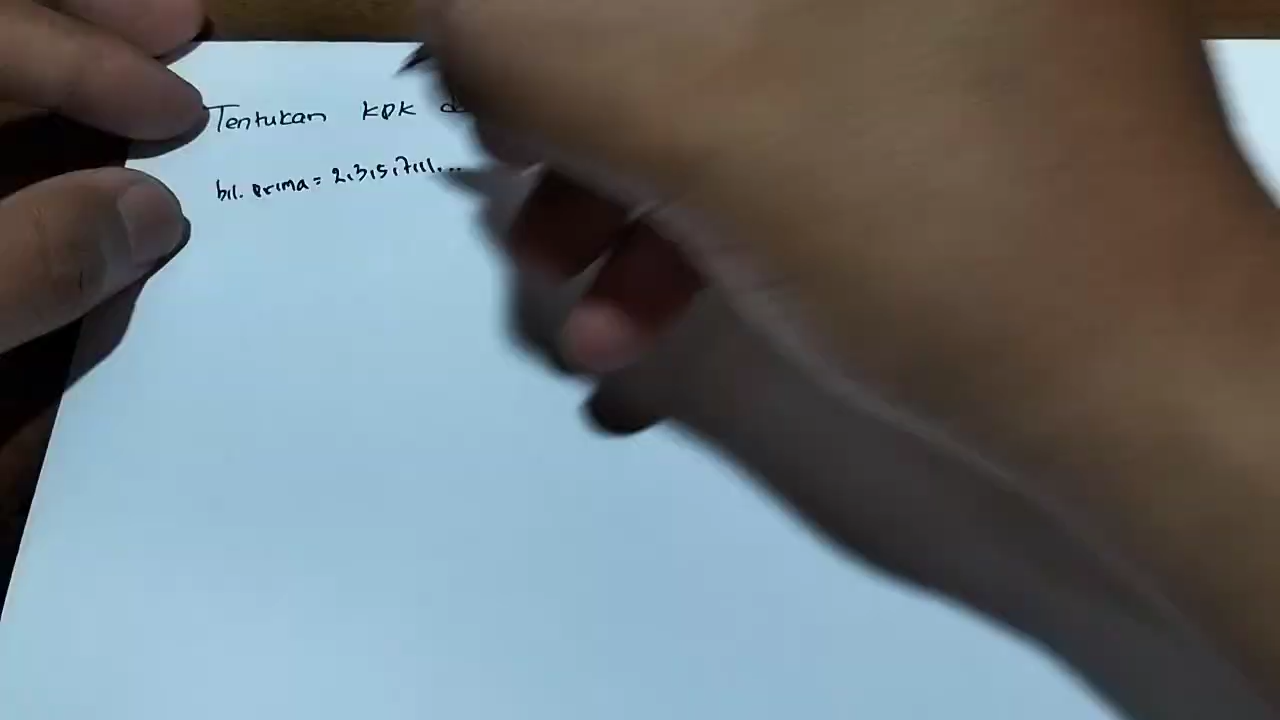 Tentukan KPK
bil. prima = 2,3,5,7,11,...